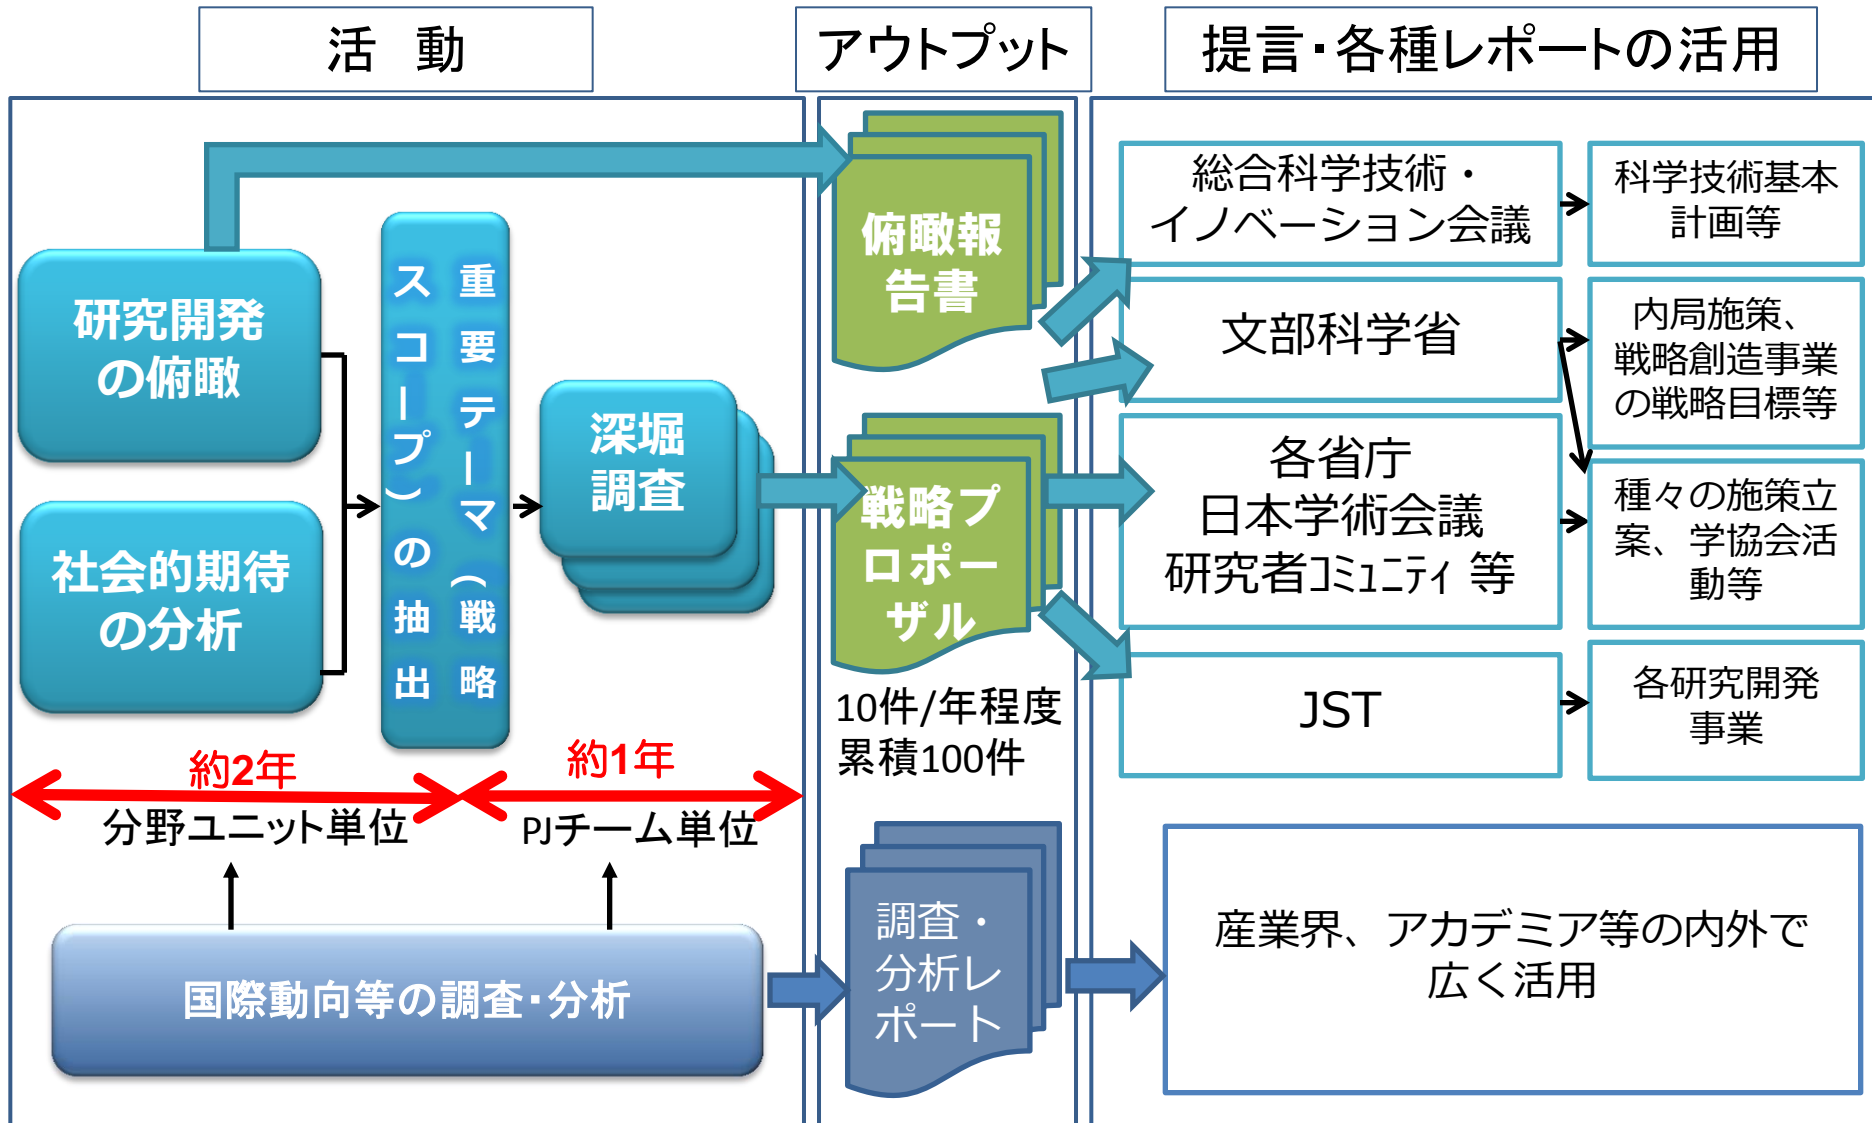 活　動
アウトプット
提言・各種レポートの活用
研究開発
の俯瞰
社会的期待
の分析
重要テーマ（戦略
スコープ）の抽出
深堀
調査
約2年
約1年
分野ユニット単位
PJチーム単位
国際動向等の調査・分析
俯瞰報
告書
戦略プ
ロポー
ザル
10件/年程度
累積100件
調査・
分析レ
ポート
総合科学技術・
イノベーション会議
科学技術基本
計画等
文部科学省
内局施策、
戦略創造事業
の戦略目標等
各省庁
日本学術会議
研究者ｺﾐｭﾆﾃｨ 等
種々の施策立
案、学協会活
動等
JST
各研究開発
事業
産業界、アカデミア等の内外で
広く活用